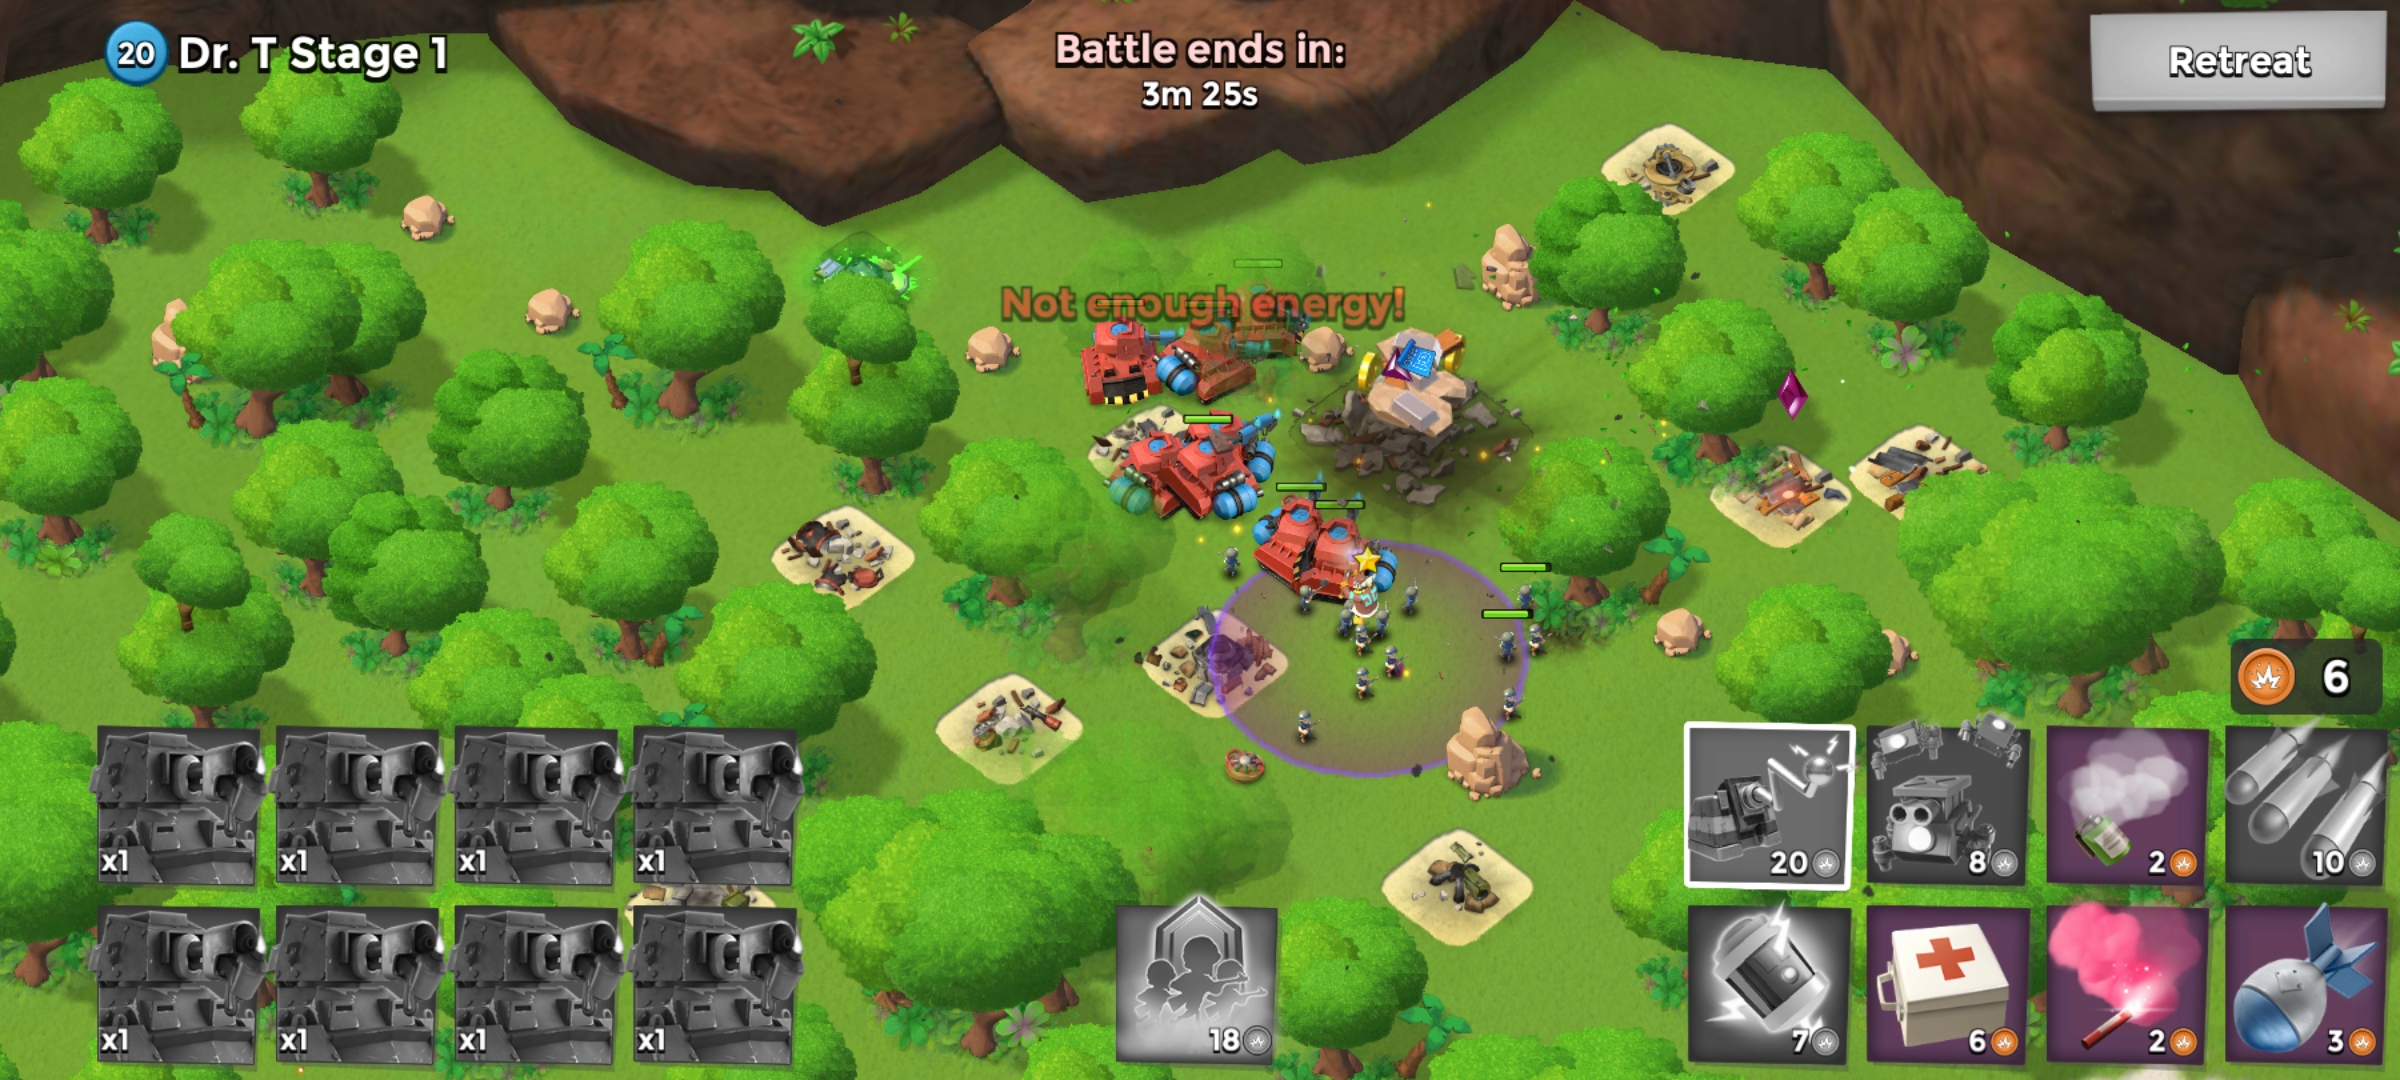 20 Dr. T Stage 1
Battle ends in:
3m 25s
Retreat
Not enough energy!
6
x1 x1 x1 x1
20 8 2 10
x1 x1 x1 x1
18
7 6 2 3